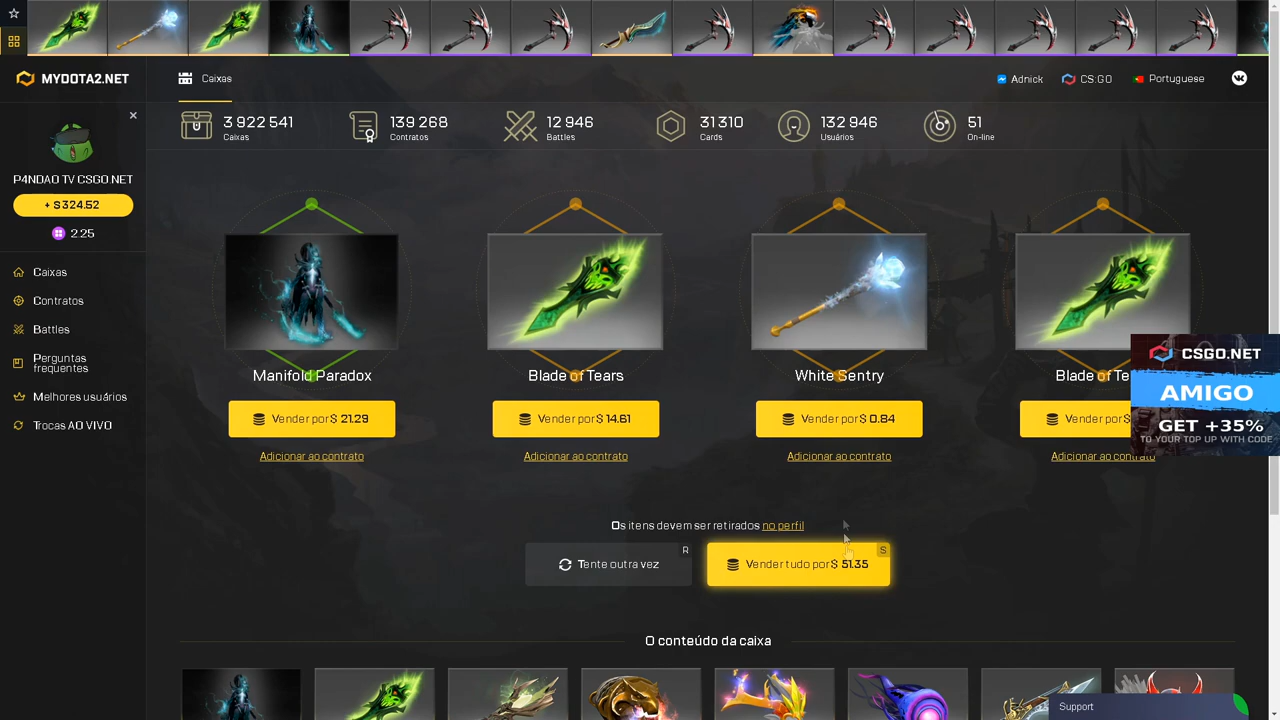 MYDOTA2.NET
Caixas
Adnick
CS:GO
Portuguese
3 922 541
Caixas
139 268
Contratos
12 946
Battles
31 310
Cards
132 946
Usuários
51
On-line
P4NDAO TV CSGO NET
+ $ 324.52
2.25
Caixas
Contratos
Battles
Perguntas
frequentes
Melhores usuários
Trocas AO VIVO
Manifold Paradox
Vender por $ 21.29
Adicionar ao contrato
Blade of Tears
Vender por $ 14.61
Adicionar ao contrato
White Sentry
Vender por $ 0.84
Adicionar ao contrato
Blade of
Vender por $
Adicionar ao contrato
CSGO.NET
AMIGO
GET +35%
TO YOUR TOP UP WITH CODE
Os itens devem ser retirados no perfil
Tente outra vez
R
Vender tudo por $ 51.35
S
O conteúdo da caixa
Support